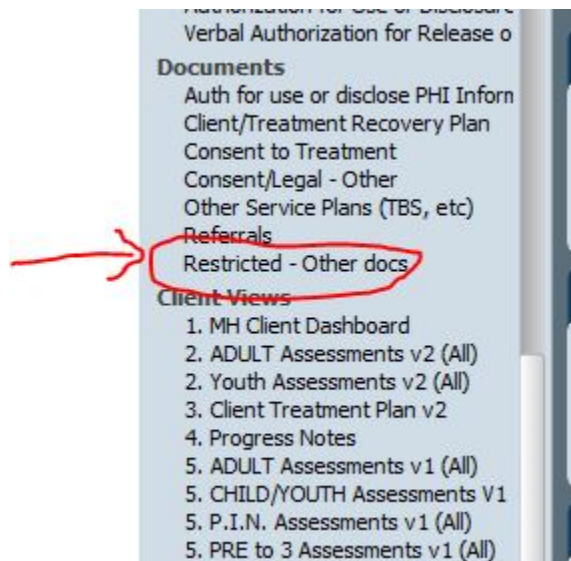 Verbal Authorization for Release o
Documents
Auth for use or disclose PHI Inforn
Client/Treatment Recovery Plan
Consent to Treatment
Consent/Legal - Other
Other Service Plans (TBS, etc)
Referrals
Restricted - Other docs
Client Views
1. MH Client Dashboard
2. ADULT Assessments v2 (All)
2. Youth Assessments v2 (All)
3. Client Treatment Plan v2
4. Progress Notes
5. ADULT Assessments v1 (All)
5. CHILD/YOUTH Assessments V1
5. P.I.N. Assessments v1 (All)
5. PRE to 3 Assessments v1 (All)